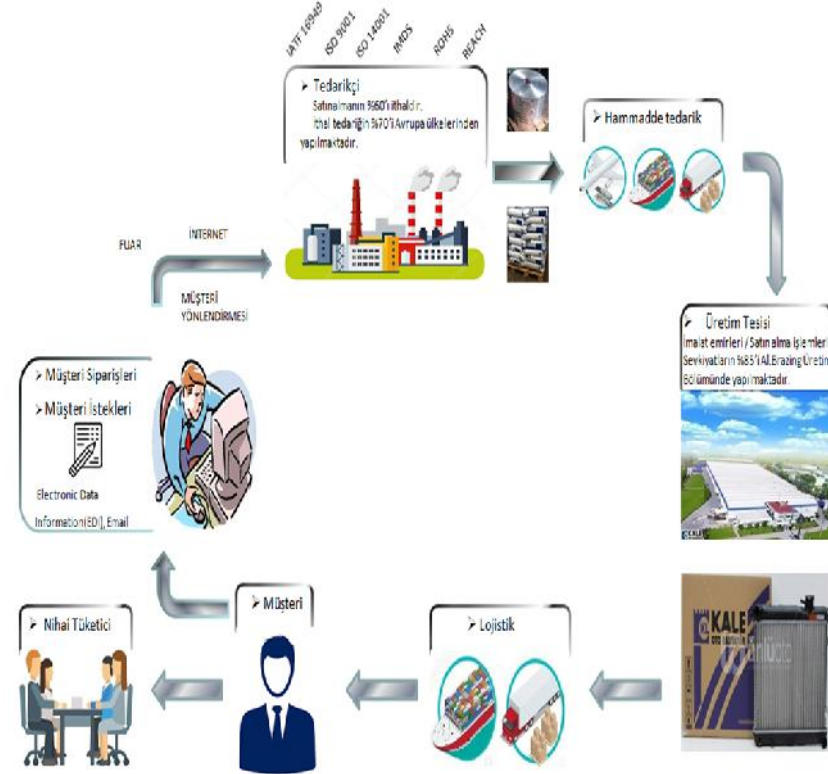 IATF 16949
ISO 9001
ISO 14001
IMDS
ROHS
REACH
➢ Tedarikçi
Satınalmanın %60'ı ithaldir.
İthal tedariğin %70'i Avrupa ülkelerinden
yapılmaktadır.
➢ Hammadde tedarik
FUAR
İNTERNET
MÜŞTERİ
YÖNLENDİRMESİ
➢ Üretim Tesisi
İmalat emirleri / Satın alma işlemleri
Sevkiyatların %85'i Al.Brazing Üretim
Bölümünde yapılmaktadır.
KALE
➢ Müşteri Siparişleri
➢ Müşteri İstekleri
Electronic Data
Information(EDI), Email
➢ Nihai Tüketici
➢ Müşteri
➢ Lojistik
KALE
ünlüoto